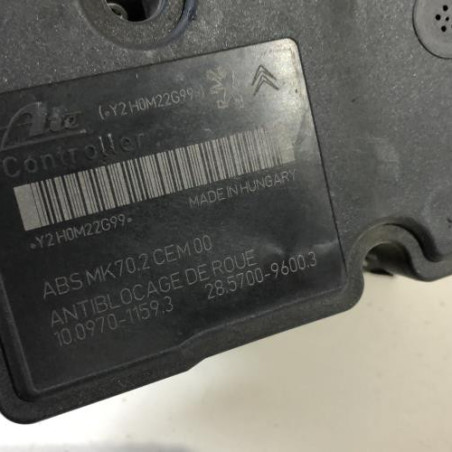 Ate (*Y2H0M22G99*)
Controller
*Y2H0M22G99*
MADE IN HUNGARY
ABS MK70.2 CEM 00
ANTIBLOCAGE DE ROUE
10.0970-1159.3 28.5700-9600.3